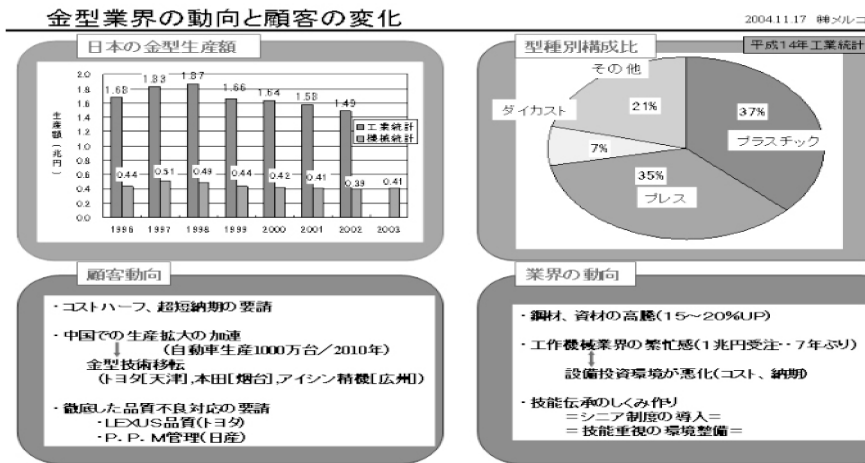 金型業界の動向と顧客の変化
2004.11.17 ㈱メルコ
日本の金型生産額
生産額(兆円)
2.0
1.8
1.6
1.4
1.2
1.0
0.8
0.6
0.4
0.2
0.0
1.68
1.83
1.87
1.66
1.64
1.58
1.49
0.44
0.51
0.49
0.44
0.42
0.41
0.39
0.41
工業統計
機械統計
1996 1997 1998 1999 2000 2001 2002 2003
型種別構成比
平成14年工業統計
その他
21%
37%
プラスチック
ダイカスト
7%
35%
プレス
顧客動向
・コストハーフ、超短納期の要請
・中国での生産拡大の加速
(自動車生産1000万台/2010年)
金型技術移転
(トヨタ[天津],本田[烟台],アイシン精機[広州])
・徹底した品質不良対応の要請
・LEXUS品質(トヨタ)
・P.P.M管理(日産)
業界の動向
・鋼材、資材の高騰(15~20%UP)
・工作機械業界の繁忙感(1兆円受注‥7年ぶり)
設備投資環境が悪化(コスト、納期)
・技能伝承のしくみ作り
=シニア制度の導入=
=技能重視の環境整備=